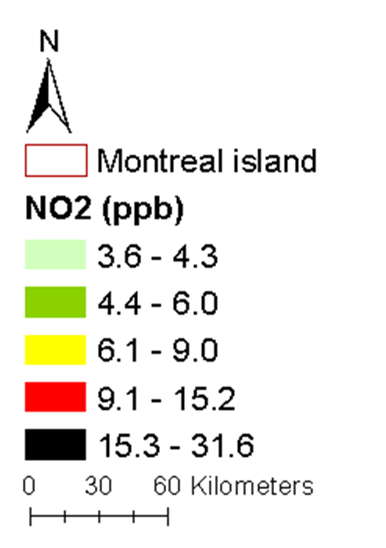 N
Montreal island
NO2 (ppb)
3.6 - 4.3
4.4 - 6.0
6.1 - 9.0
9.1 - 15.2
15.3 - 31.6
0 30 60 Kilometers